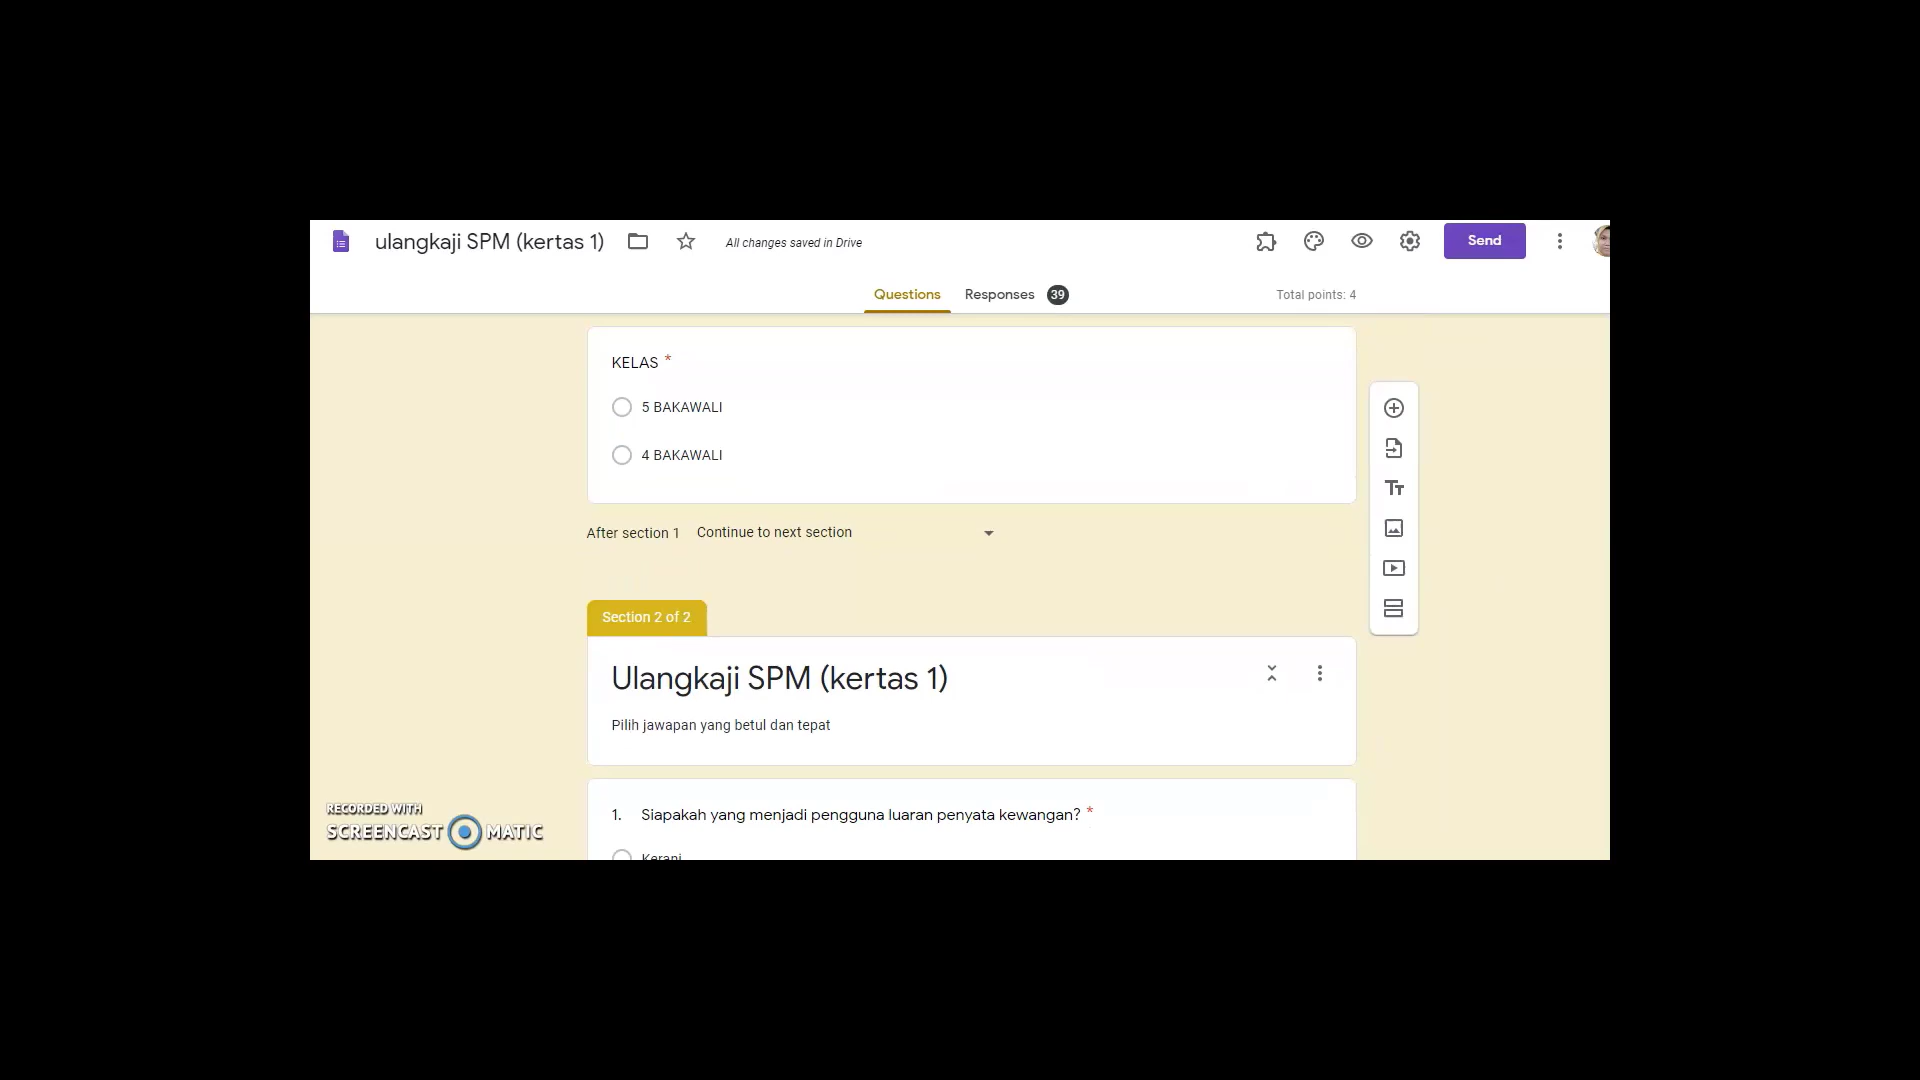 ulangkaji SPM (kertas 1)
All changes saved in Drive
Send
Questions
Responses 39
Total points: 4
KELAS *
5 BAKAWALI
4 BAKAWALI
After section 1 Continue to next section
Section 2 of 2
Ulangkaji SPM (kertas 1)
Pilih jawapan yang betul dan tepat
1. Siapakah yang menjadi pengguna luaran penyata kewangan? *
Kerani
RECORDED WITH
SCREENCAST MATIC